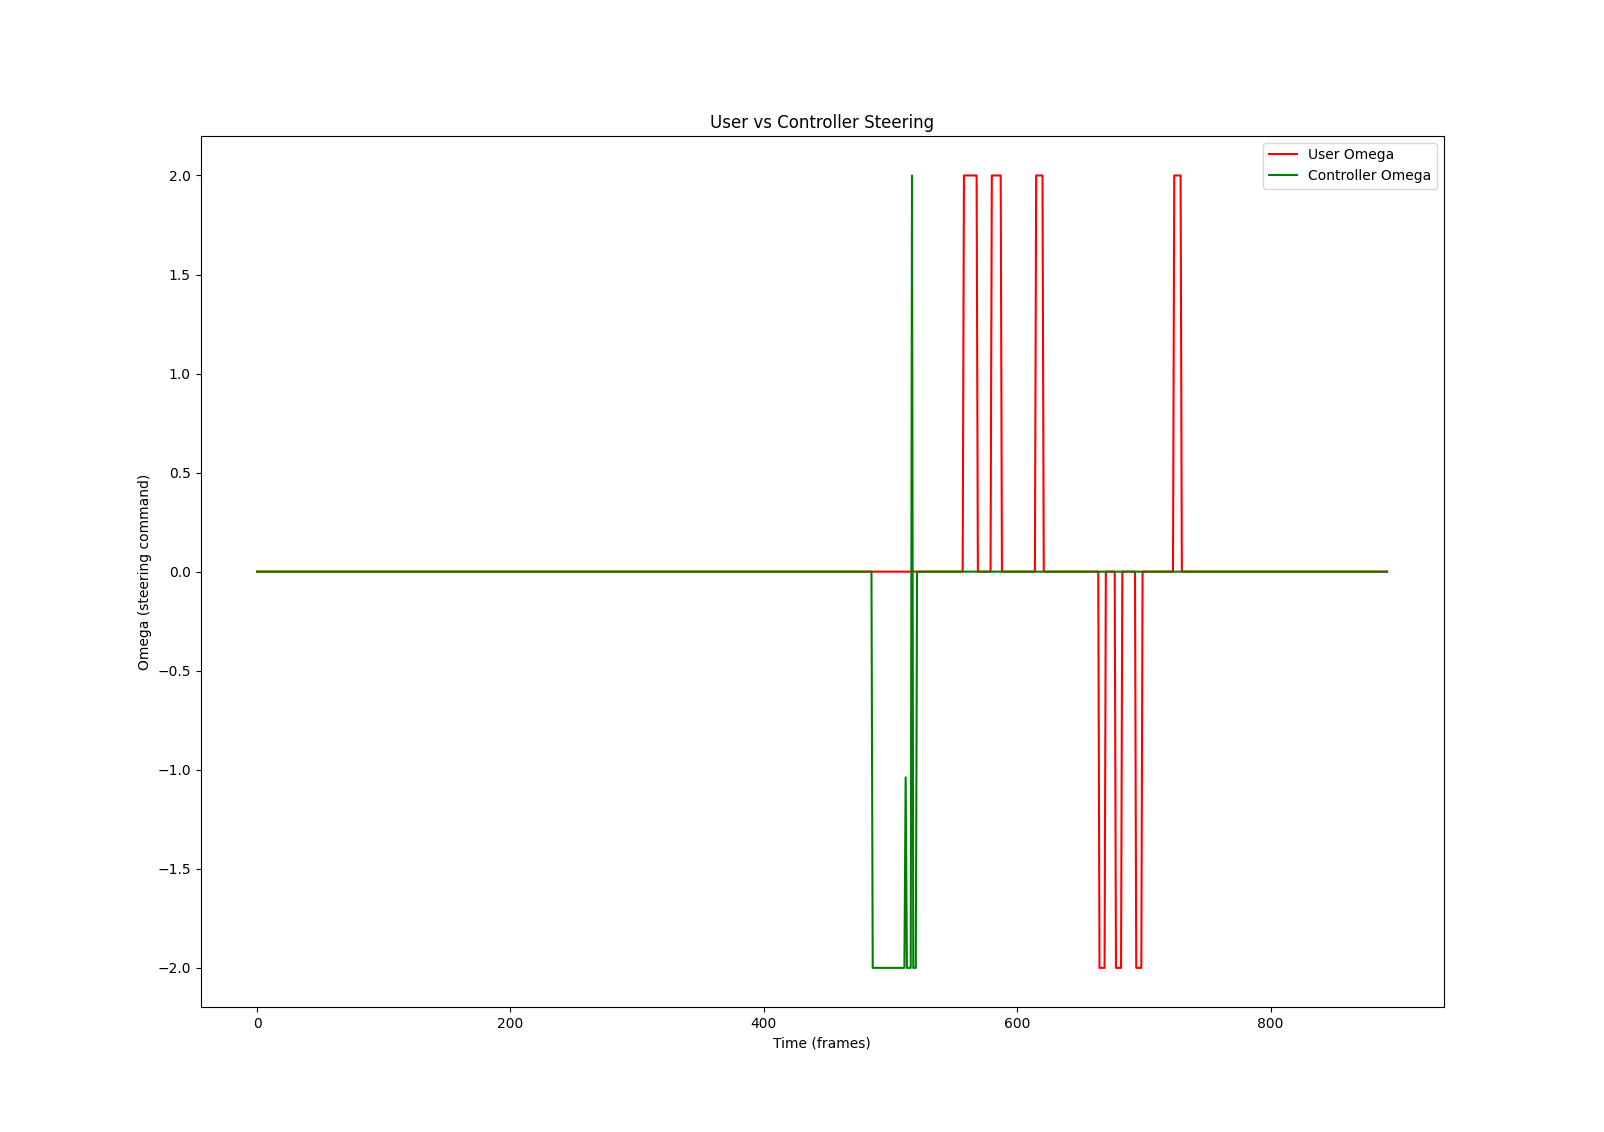 User vs Controller Steering
User Omega
Controller Omega
2.0
1.5
1.0
0.5
0.0
−0.5
−1.0
−1.5
−2.0
Omega (steering command)
0 200 400 600 800
Time (frames)